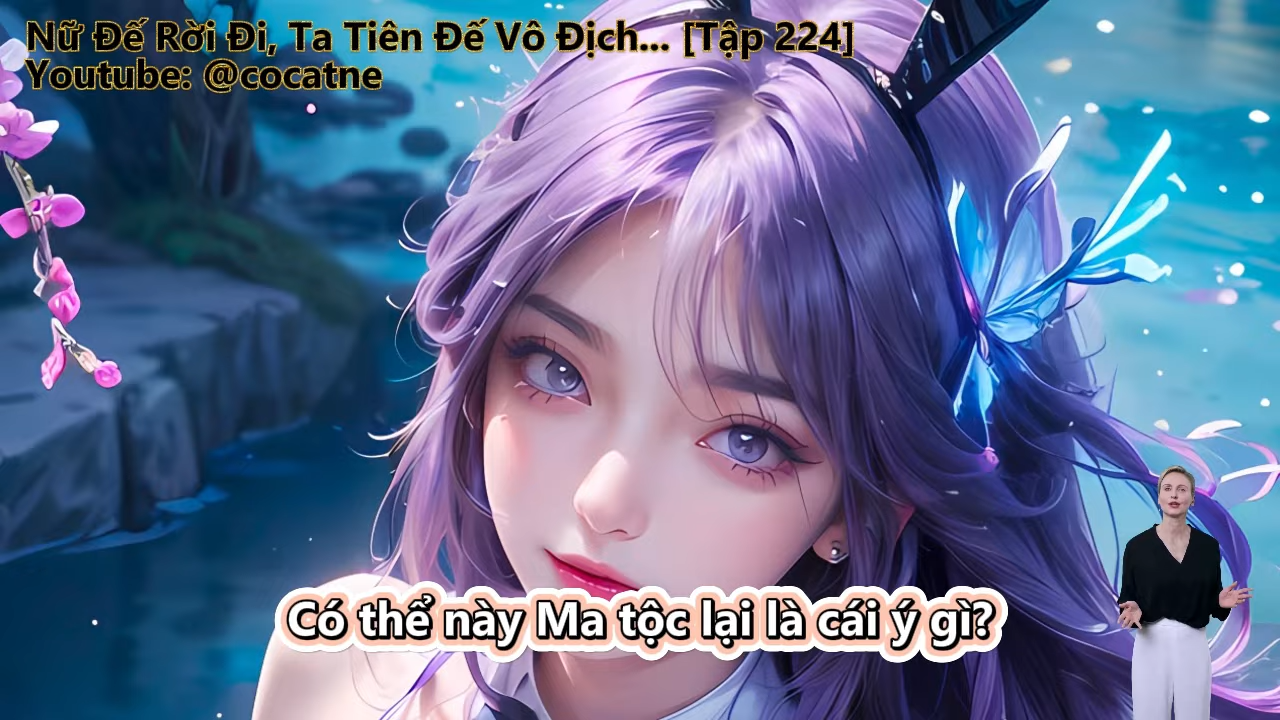 Nữ Đế Rời Đi, Ta Tiên Đế Vô Địch... [Tập 224]
Youtube: @cocatne
Có thể này Ma tộc lại là cái ý gì?